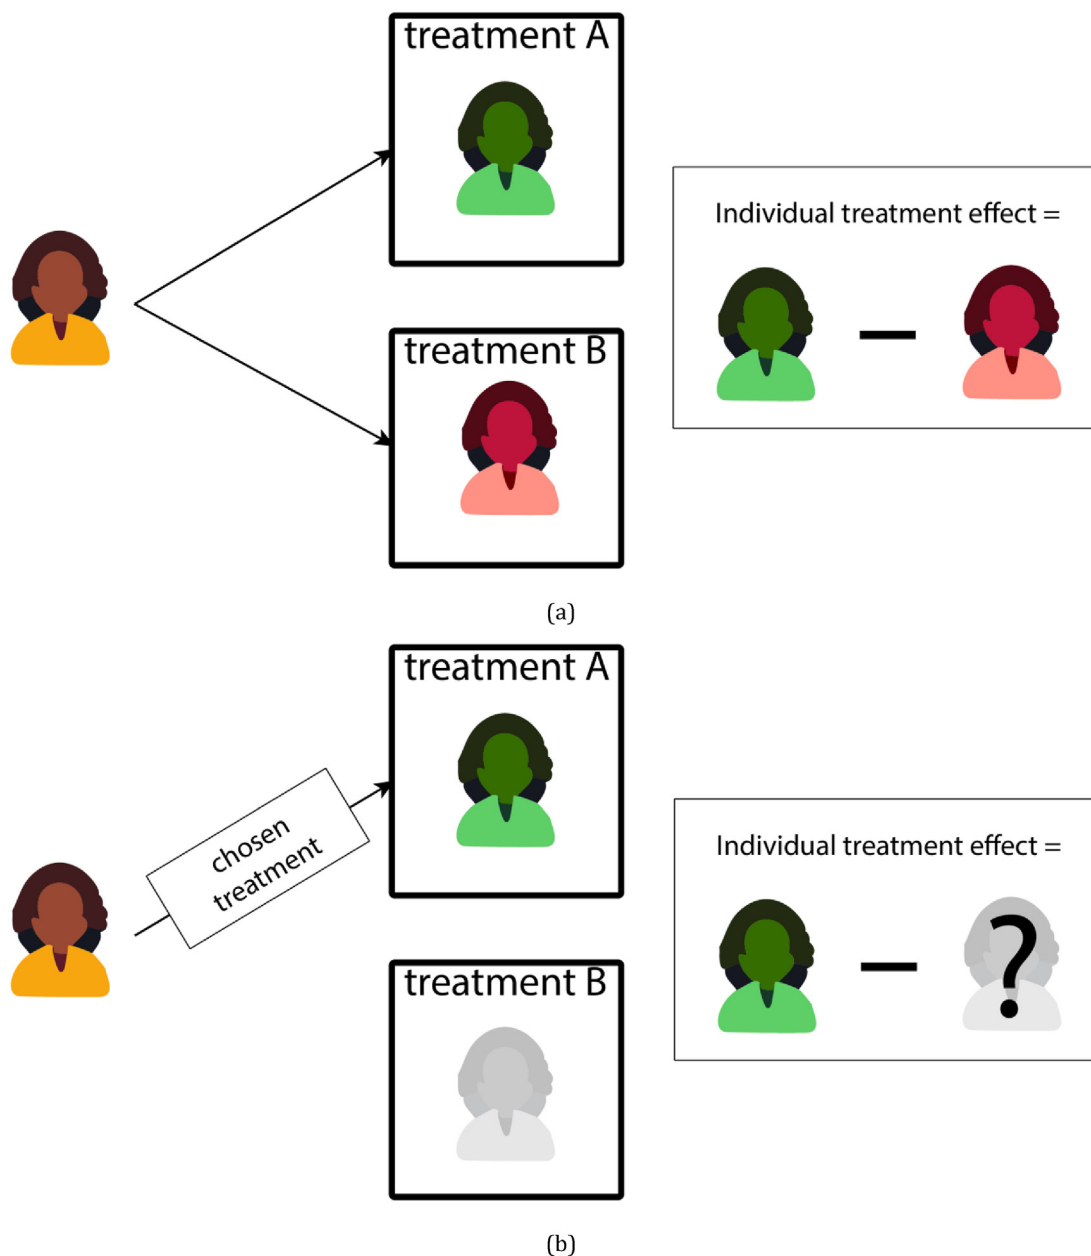 treatment A
Individual treatment effect =
treatment B
(a)
treatment A
chosen
treatment
Individual treatment effect =
?
treatment B
(b)